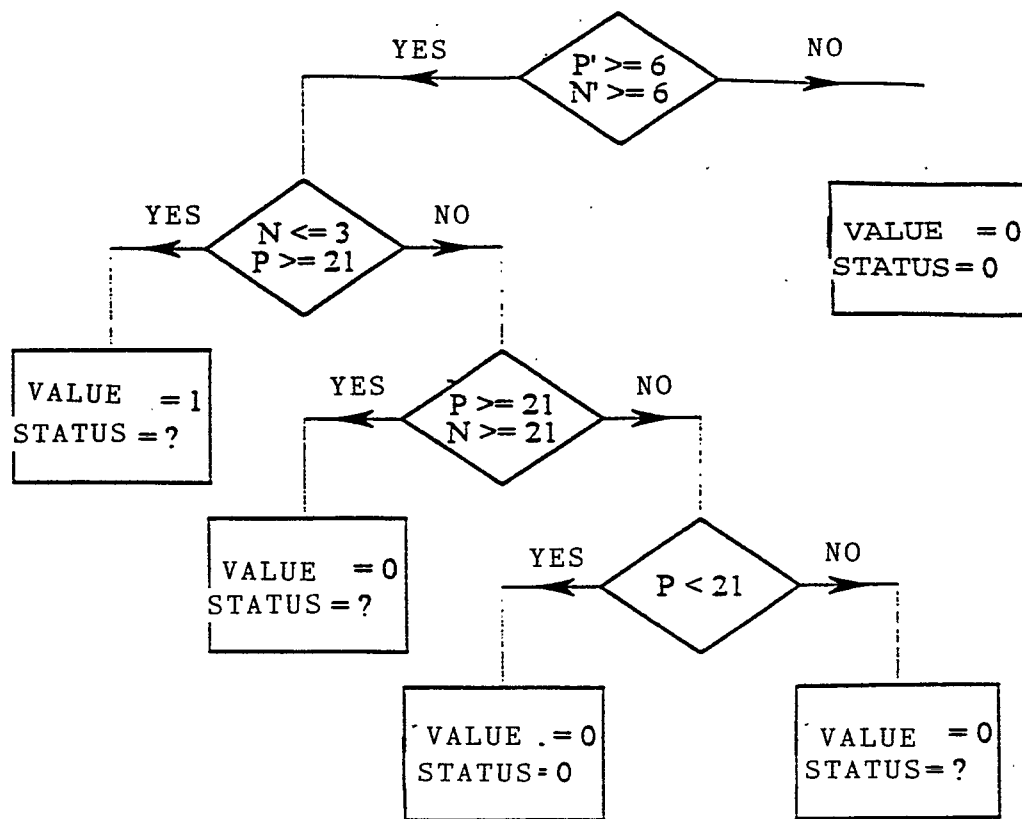 YES
P' >= 6
N' >= 6
NO
YES
N <= 3
P >= 21
NO
VALUE = 0
STATUS = 0
VALUE = 1
STATUS = ?
YES
P >= 21
N >= 21
NO
VALUE = 0
STATUS = ?
YES
P < 21
NO
VALUE = 0
STATUS = 0
VALUE = 0
STATUS = ?